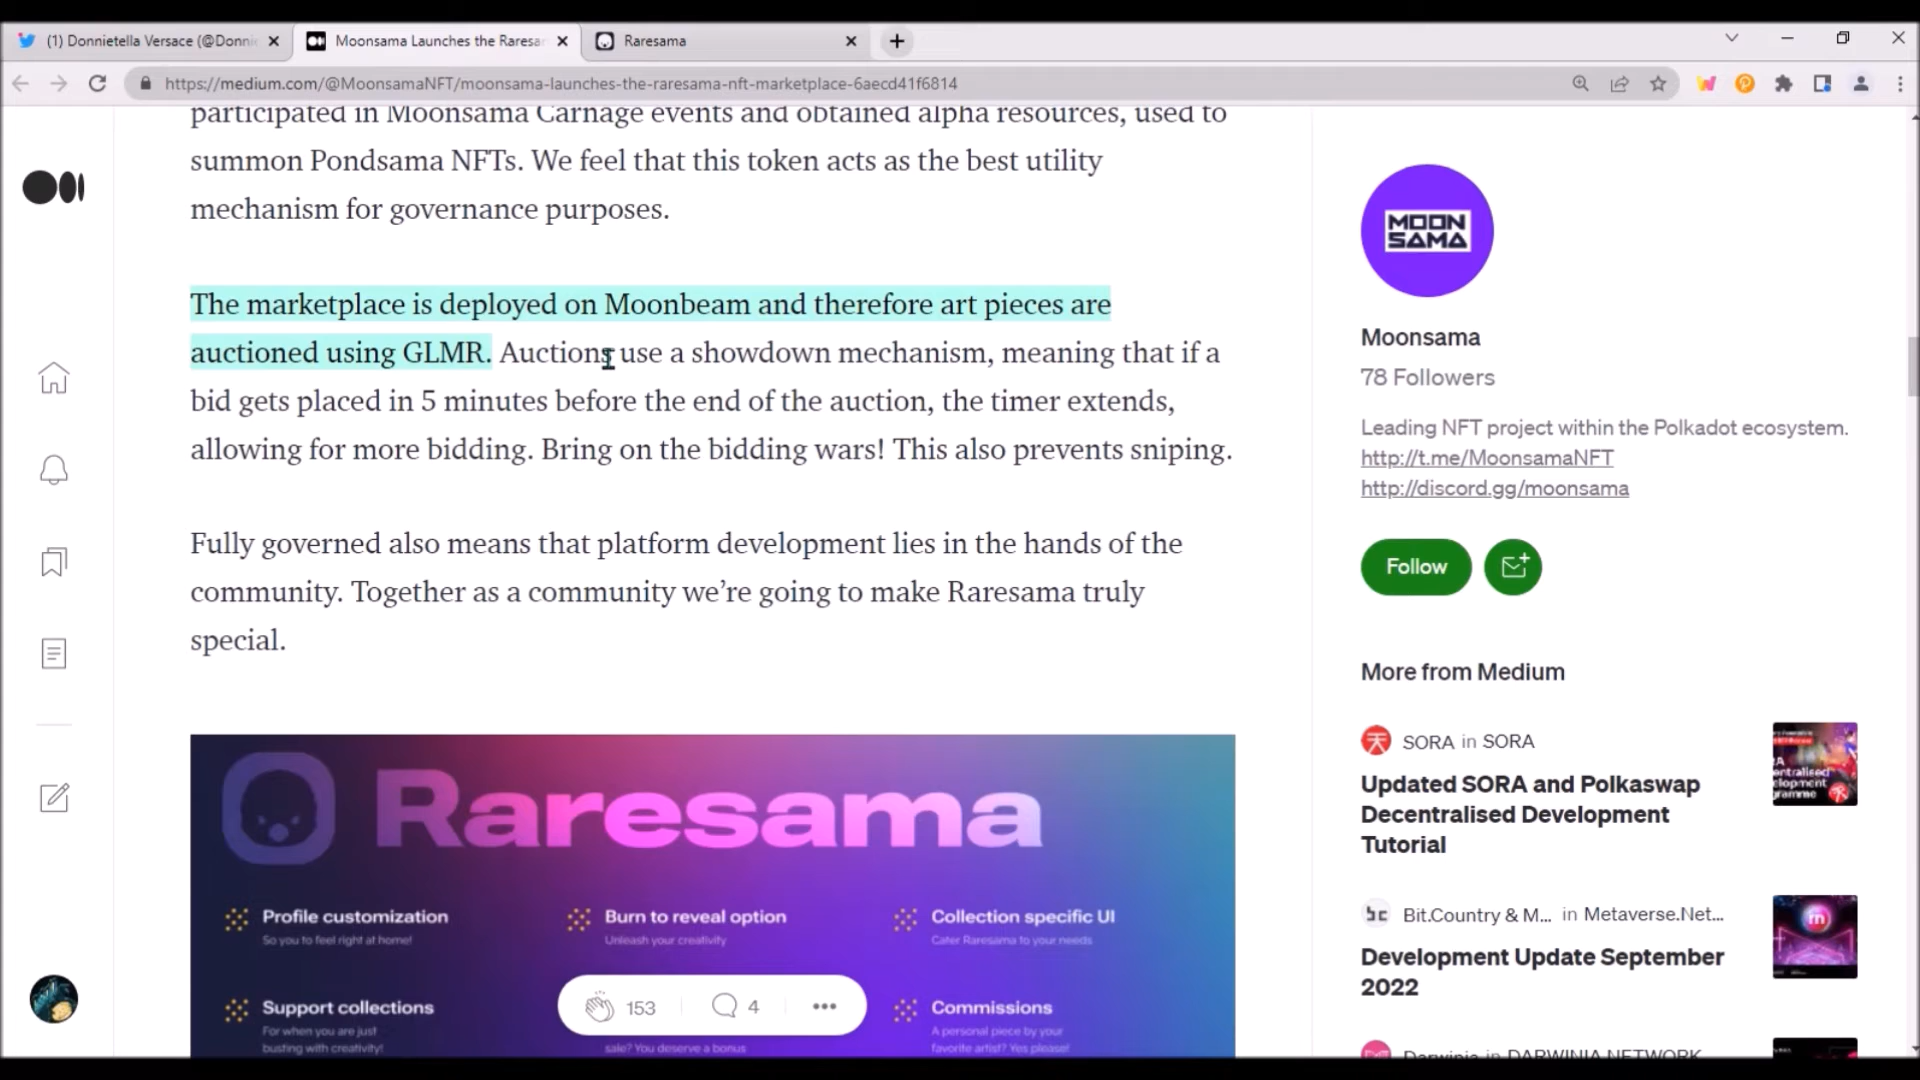 (1) Donnietella Versace (@Donni
Moonsama Launches the Raresa
Raresama
https://medium.com/@MoonsamaNFT/moonsama-launches-the-raresama-nft-marketplace-6aecd41f6814
participated in Moonsama Carnage events and obtained alpha resources, used to
summon Pondsama NFTs. We feel that this token acts as the best utility
mechanism for governance purposes.
The marketplace is deployed on Moonbeam and therefore art pieces are
auctioned using GLMR. Auctions use a showdown mechanism, meaning that if a
bid gets placed in 5 minutes before the end of the auction, the timer extends,
allowing for more bidding. Bring on the bidding wars! This also prevents sniping.
Fully governed also means that platform development lies in the hands of the
community. Together as a community we’re going to make Raresama truly
special.
Raresama
Profile customization
So you to feel right at home!
Burn to reveal option
Unleash your creativity
Collection specific UI
Cater Raresama to your needs
Support collections
For when you are just
busting with creativity!
153
4
sale? You deserve a bonus
Commissions
A personal piece by your
favorite artist? Yes please!
MOON
SAMA
Moonsama
78 Followers
Leading NFT project within the Polkadot ecosystem.
http://t.me/MoonsamaNFT
http://discord.gg/moonsama
Follow
More from Medium
SORA in SORA
Updated SORA and Polkaswap
Decentralised Development
Tutorial
Bit.Country & M... in Metaverse.Net...
Development Update September
2022
Darwinia in DARWINIA NETWORK